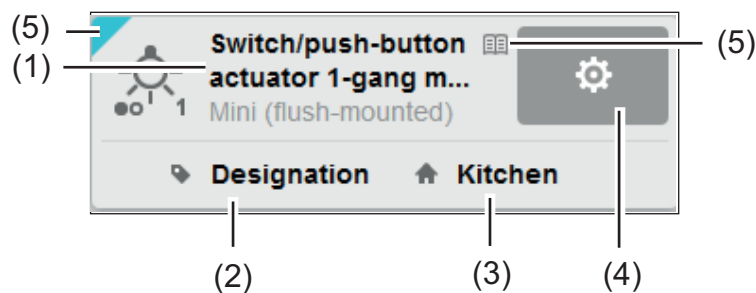 (5)
(1)
Switch/push-button
actuator 1-gang m...
Mini (flush-mounted)
1
(5)
Designation
Kitchen
(2)
(3)
(4)